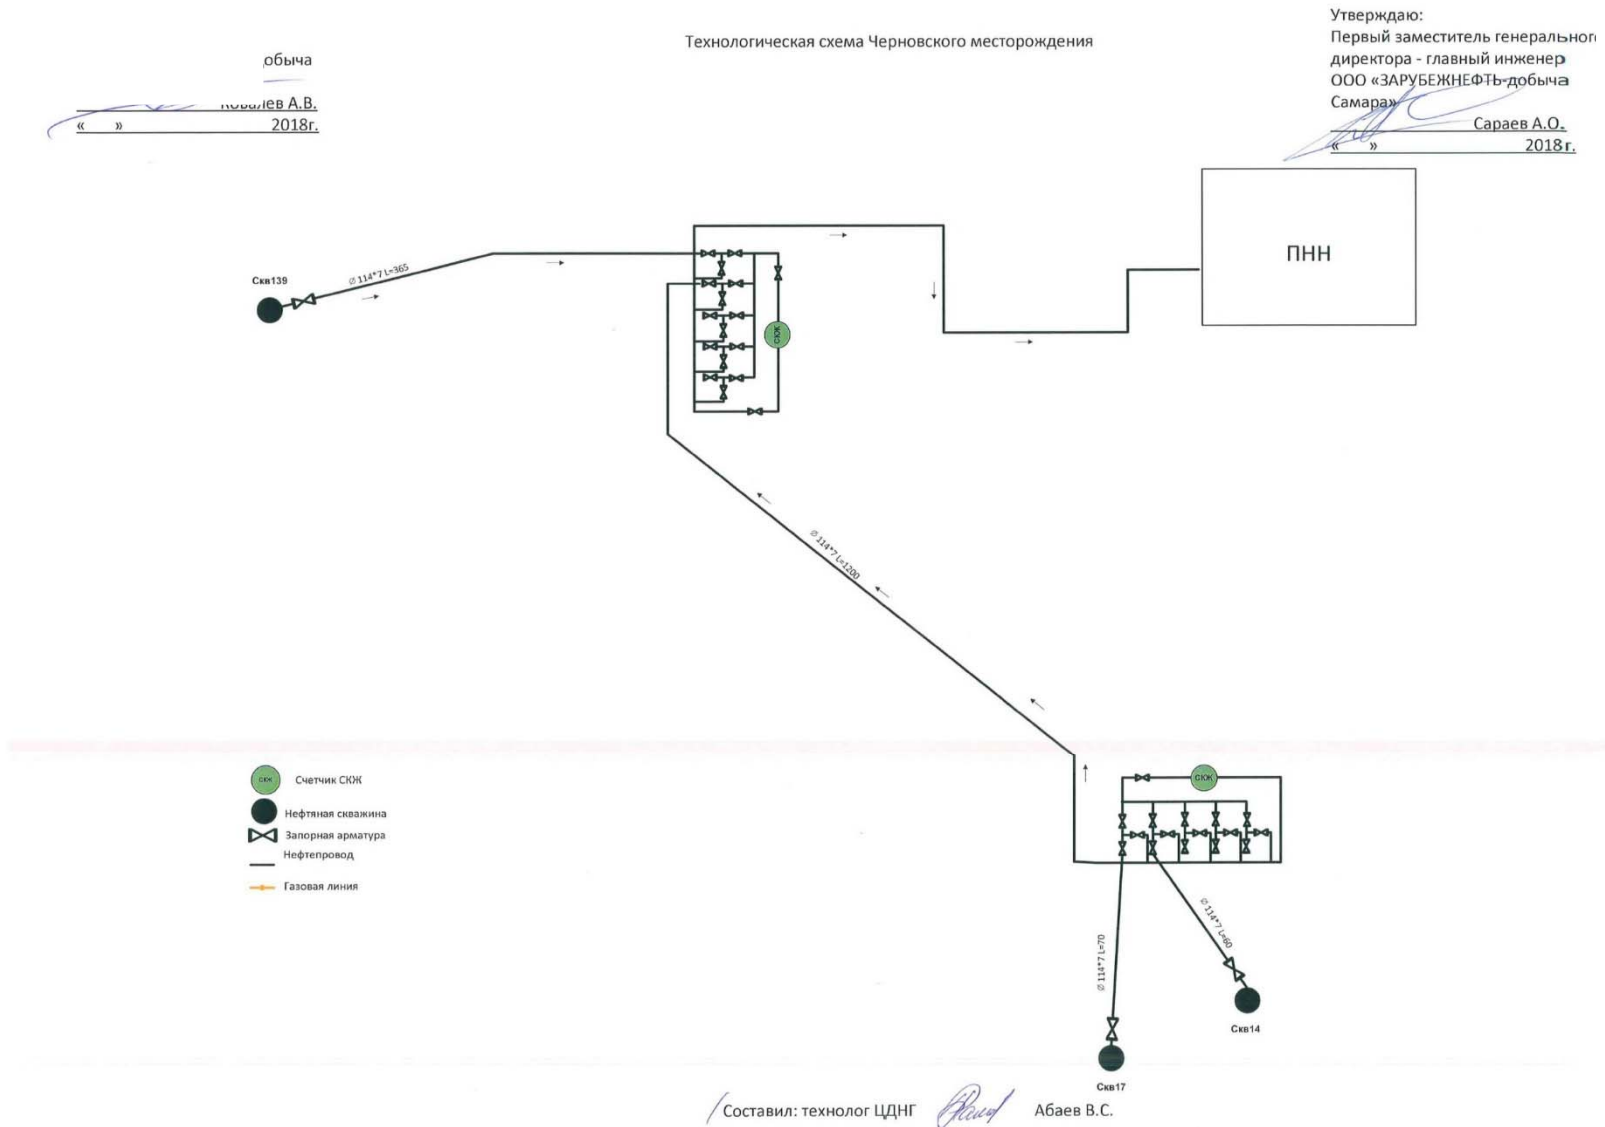 обыча
Ковалев А.В.
« » 2018г.
Технологическая схема Черновского месторождения
Утверждаю:
Первый заместитель генерального
директора - главный инженер
ООО «ЗАРУБЕЖНЕФТЬ-добыча
Самара»
Сараев А.О.
« » 2018 г.
ПНН
Скв139
Ø 114*7 L=365
СКЖ
Ø 114*7 L=1200
СКЖ
СКЖ Счетчик СКЖ
Нефтяная скважина
Запорная арматура
Нефтепровод
Газовая линия
Ø 114*7 L=70
Ø 114*7 L=60
Скв14
Скв17
Составил: технолог ЦДНГ Абаев В.С.